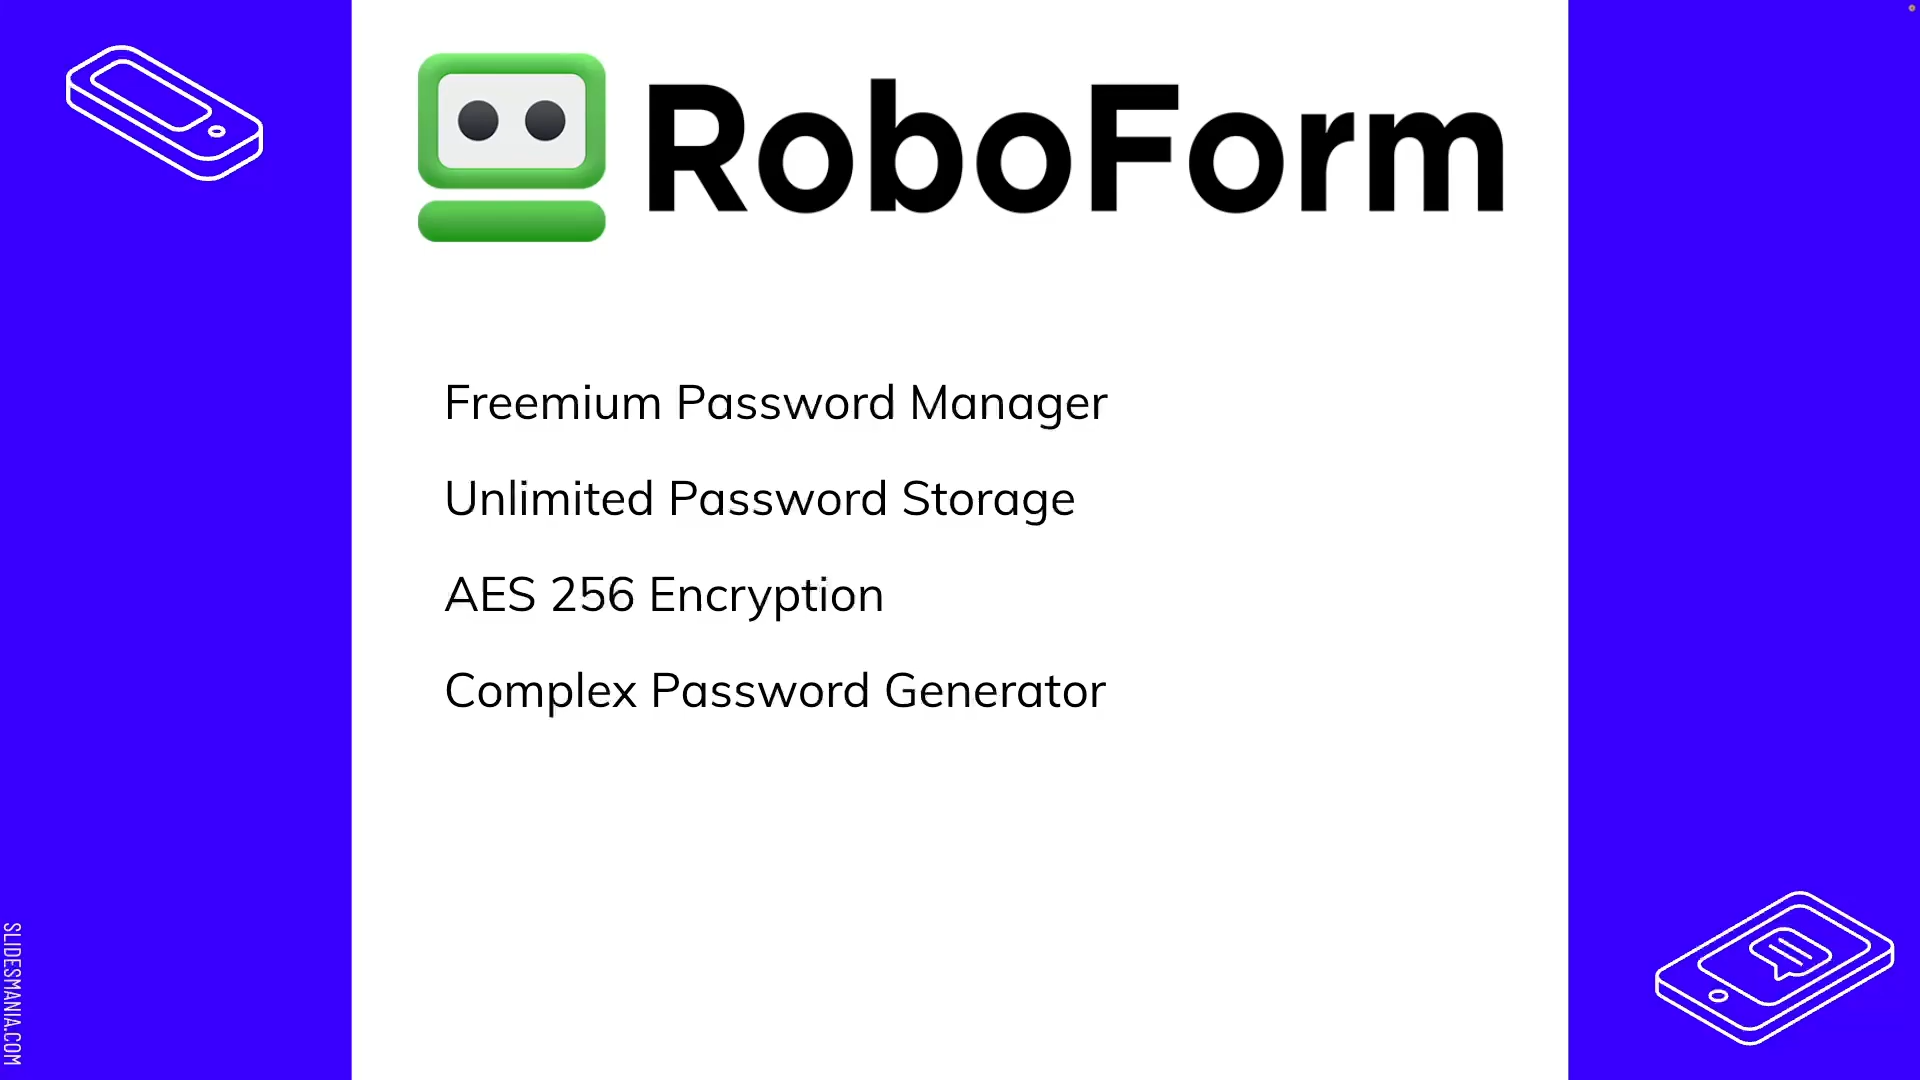 RoboForm
Freemium Password Manager
Unlimited Password Storage
AES 256 Encryption
Complex Password Generator
SLIDESMANIA.COM